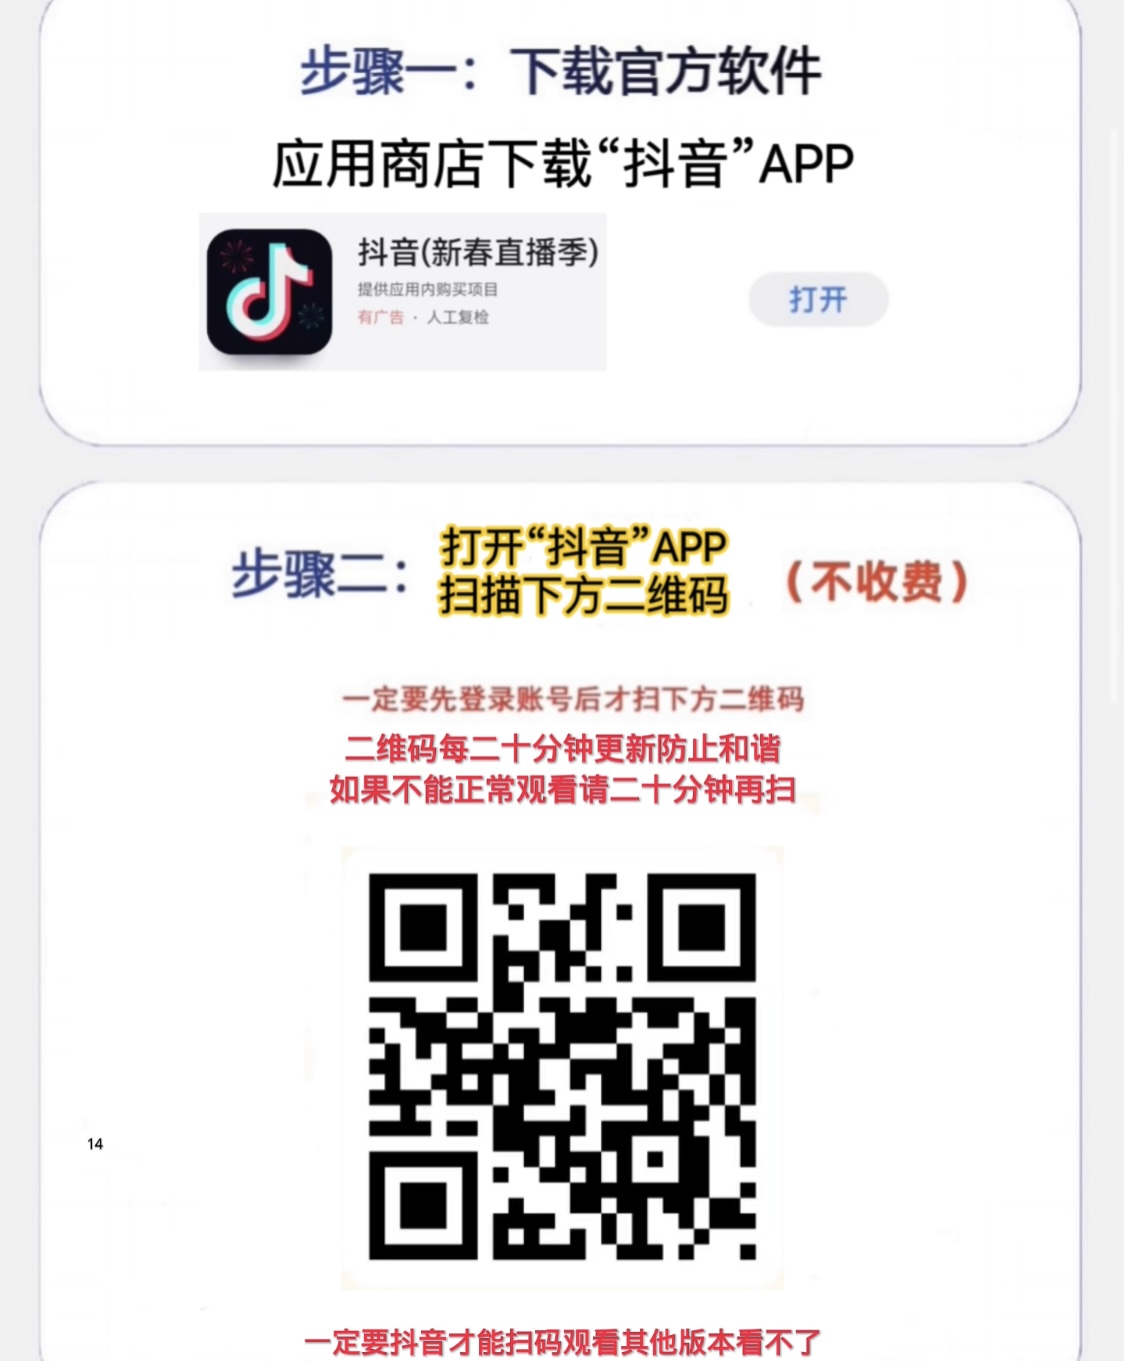 步骤一：下载官方软件
应用商店下载“抖音”APP
抖音(新春直播季)
提供应用内购买项目
有广告 · 人工复检
打开
步骤二：
打开“抖音”APP
扫描下方二维码
（不收费）
一定要先登录账号后才扫下方二维码
二维码每二十分钟更新防止和谐
如果不能正常观看请二十分钟再扫
14
一定要抖音才能扫码观看其他版本看不了